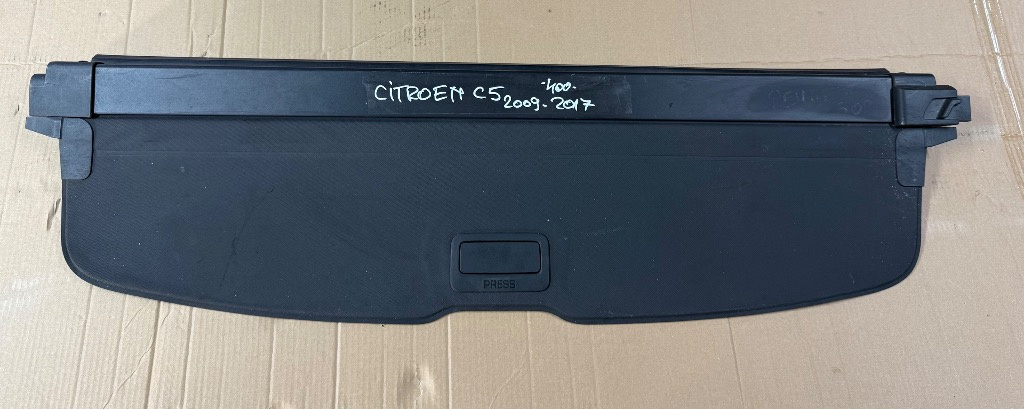 CITROEN C5
-400-
2009-2017
PRESS